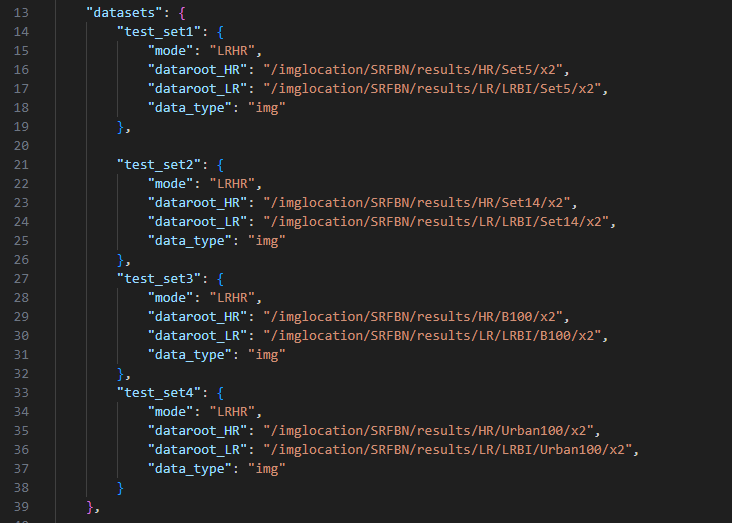 13 "datasets": {
14 "test_set1": {
15 "mode": "LRHR",
16 "dataroot_HR": "/imglocation/SRFBN/results/HR/Set5/x2",
17 "dataroot_LR": "/imglocation/SRFBN/results/LR/LRBI/Set5/x2",
18 "data_type": "img"
19 },
20
21 "test_set2": {
22 "mode": "LRHR",
23 "dataroot_HR": "/imglocation/SRFBN/results/HR/Set14/x2",
24 "dataroot_LR": "/imglocation/SRFBN/results/LR/LRBI/Set14/x2",
25 "data_type": "img"
26 },
27 "test_set3": {
28 "mode": "LRHR",
29 "dataroot_HR": "/imglocation/SRFBN/results/HR/B100/x2",
30 "dataroot_LR": "/imglocation/SRFBN/results/LR/LRBI/B100/x2",
31 "data_type": "img"
32 },
33 "test_set4": {
34 "mode": "LRHR",
35 "dataroot_HR": "/imglocation/SRFBN/results/HR/Urban100/x2",
36 "dataroot_LR": "/imglocation/SRFBN/results/LR/LRBI/Urban100/x2",
37 "data_type": "img"
38 }
39 },